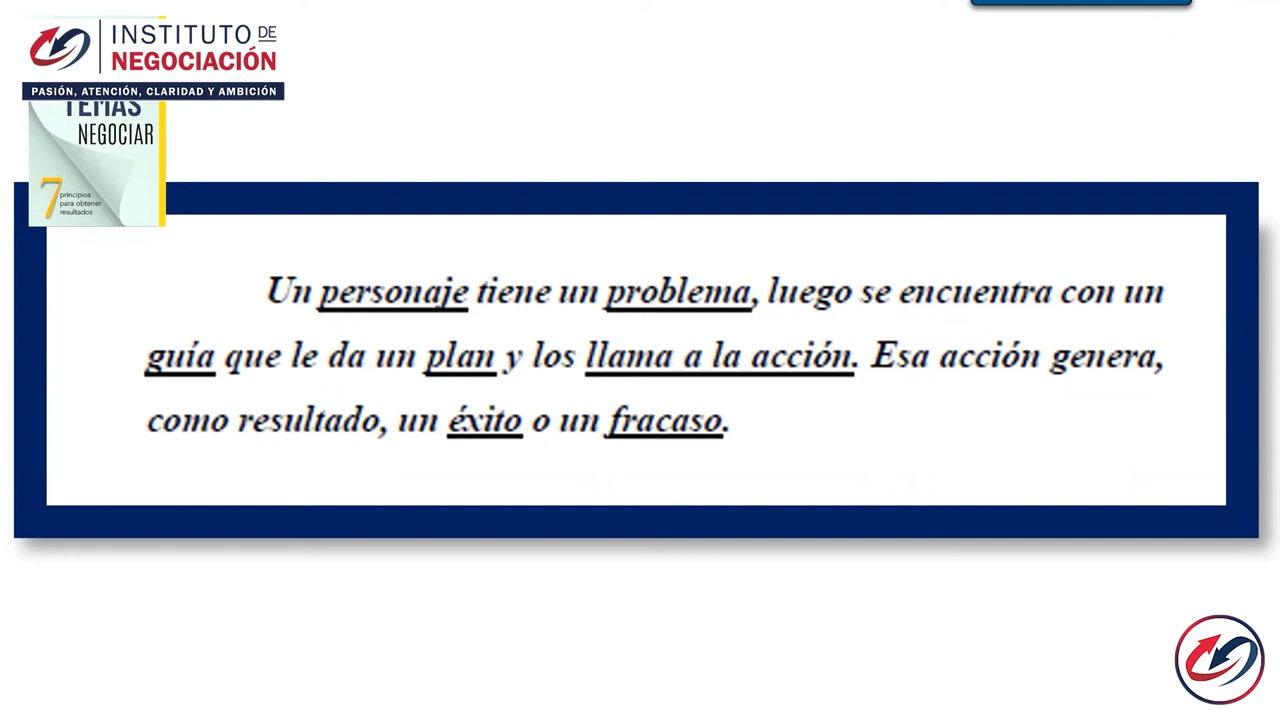 INSTITUTO DE
NEGOCIACIÓN
PASIÓN, ATENCIÓN, CLARIDAD Y AMBICIÓN
TEMAS
NEGOCIAR
7 principios
para obtener
resultados
Un personaje tiene un problema, luego se encuentra con un
guía que le da un plan y los llama a la acción. Esa acción genera,
como resultado, un éxito o un fracaso.